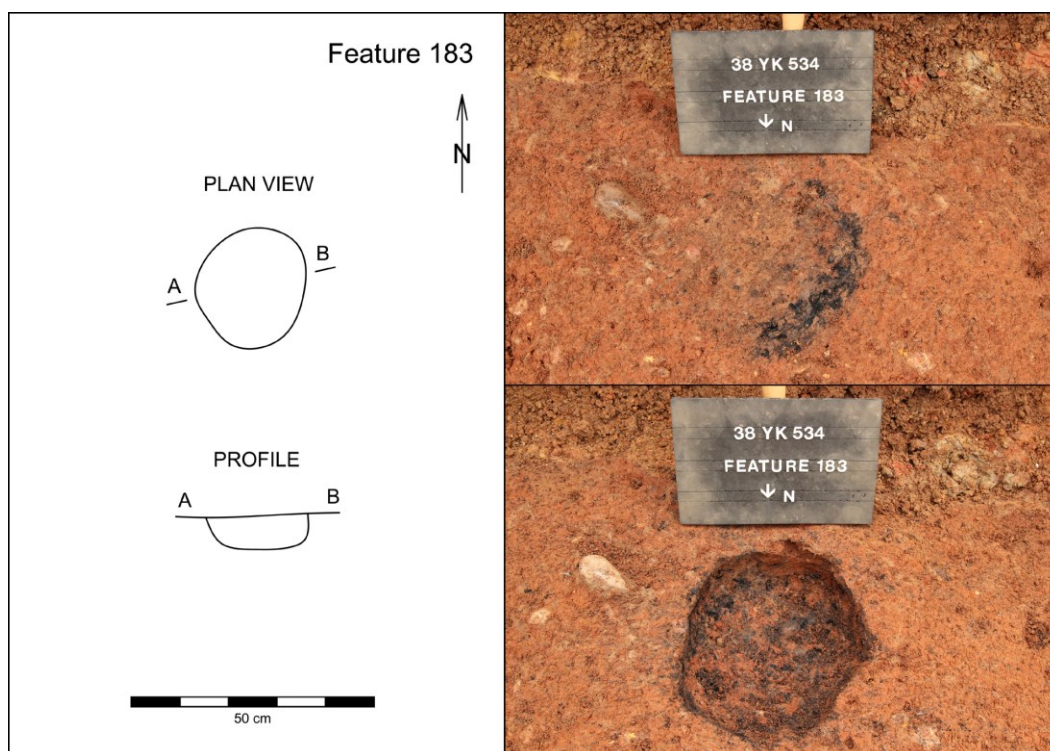 Feature 183
N
PLAN VIEW
A
B
PROFILE
A
B
50 cm
38 YK 534
FEATURE 183
↓ N
38 YK 534
FEATURE 183
↓ N